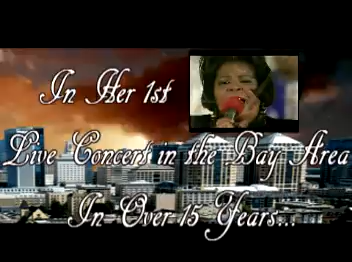 In Her 1st
Live Concert in the Bay Area
In Over 15 Years...